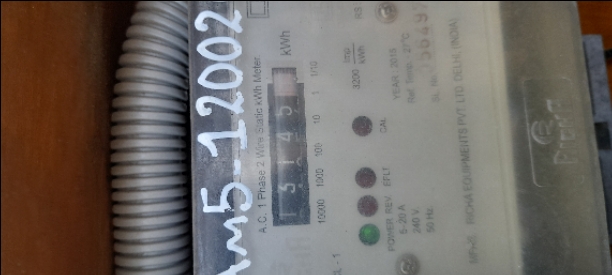 AM5-12002
A.C. 1 Phase 2 Wire Static kWh Meter
kWh
1 5 1 4 5
10000 1000 100 10 1 1/10
3200 imp/kWh
POWER REV. EFLT CAL
5-20 A
240 V
50 Hz
YEAR : 2015
Ref. Temp. : 27°C
RICHA EQUIPMENTS PVT. LTD. DELHI (INDIA)
Richa